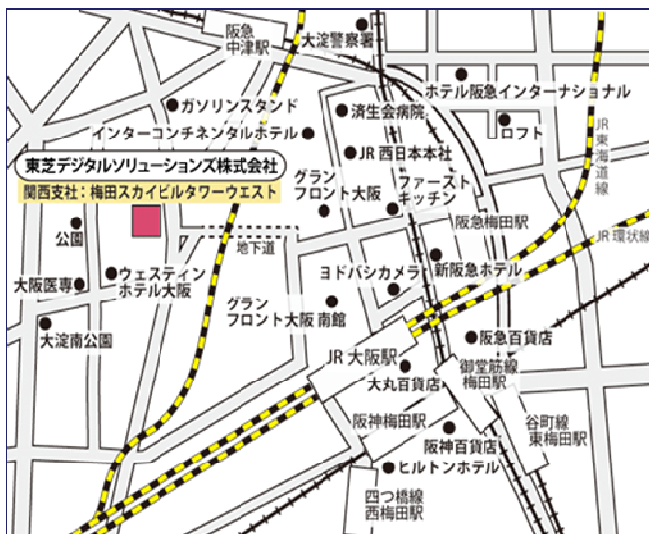 阪急
中津駅
大淀警察署
ホテル阪急インターナショナル
ガソリンスタンド
済生会病院
インターコンチネンタルホテル
ロフト
JR東海道線
JR西日本本社
東芝デジタルソリューションズ株式会社
関西支社：梅田スカイビルタワーウエスト
グラン
フロント大阪
ファースト
キッチン
阪急梅田駅
JR環状線
公園
地下道
新阪急ホテル
ヨドバシカメラ
大阪医専
ウェスティン
ホテル大阪
グラン
フロント大阪 南館
大淀南公園
JR 大阪駅
阪急百貨店
御堂筋線
梅田駅
大丸百貨店
阪神梅田駅
谷町線
東梅田駅
阪神百貨店
ヒルトンホテル
四つ橋線
西梅田駅